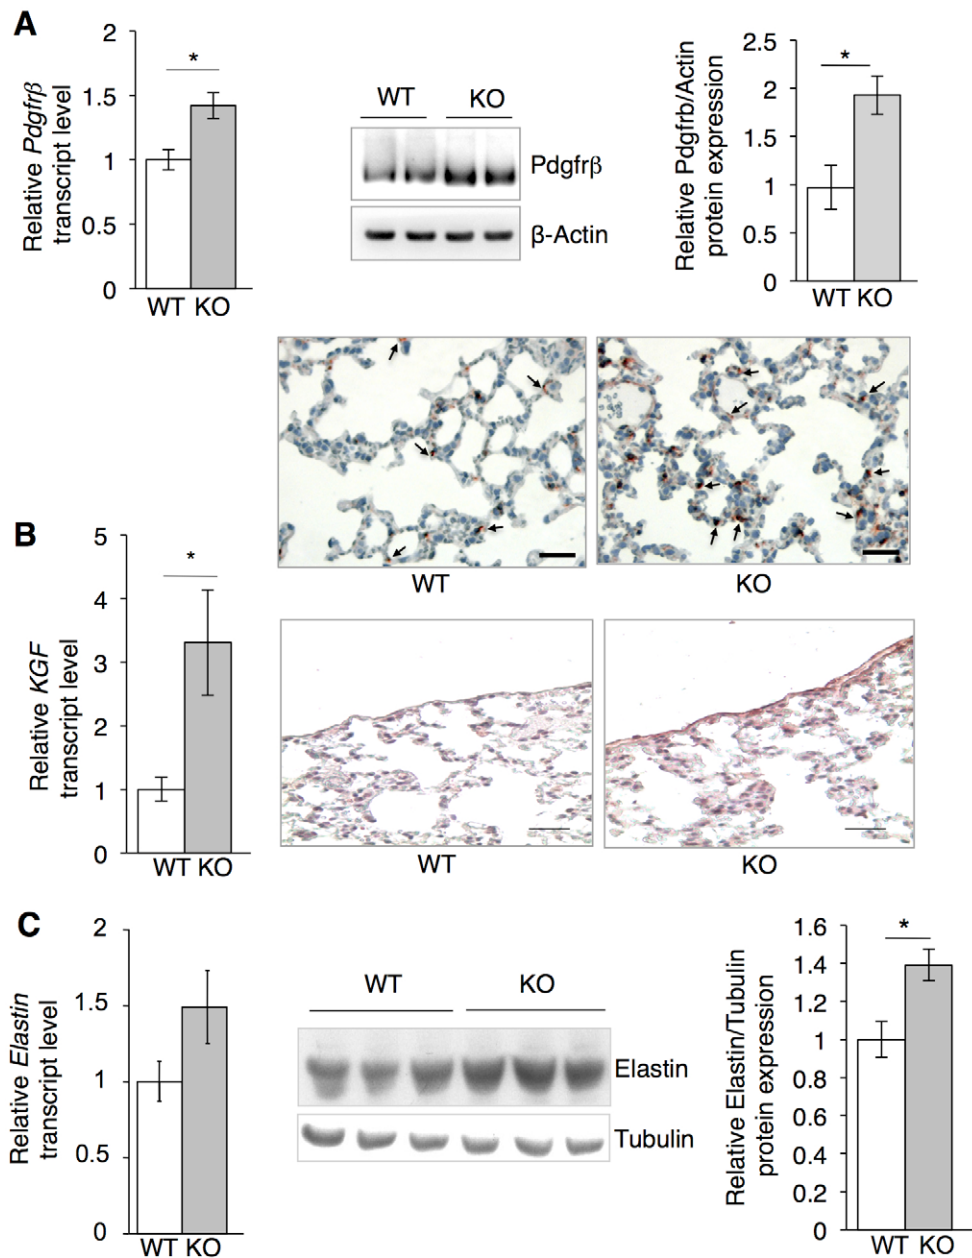 A
Relative Pdgfrβ
transcript level
2
1.5
1
0.5
0
*
WT KO
WT KO
Pdgfrβ
β-Actin
Relative Pdgfrb/Actin
protein expression
2.5
2
1.5
1
0.5
0
*
WT KO
WT
KO
B
Relative KGF
transcript level
5
4
3
2
1
0
*
WT KO
WT
KO
C
Relative Elastin
transcript level
2
1.5
1
0.5
0
WT KO
WT KO
Elastin
Tubulin
Relative Elastin/Tubulin
protein expression
1.6
1.4
1
0.8
0.6
0.4
0.2
0
*
WT KO